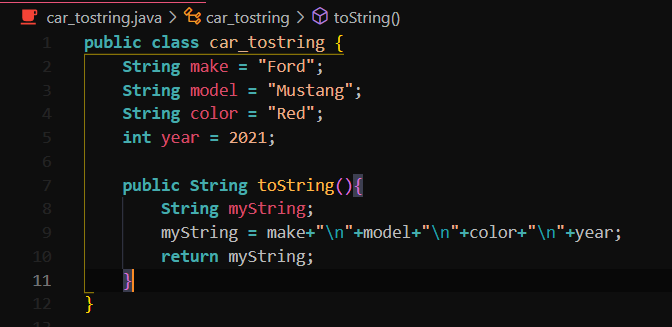 car_tostring.java > car_tostring > toString()
1 public class car_tostring {
2     String make = "Ford";
3     String model = "Mustang";
4     String color = "Red";
5     int year = 2021;
6
7     public String toString(){
8         String myString;
9         myString = make+"\n"+model+"\n"+color+"\n"+year;
10         return myString;
11     }
12 }